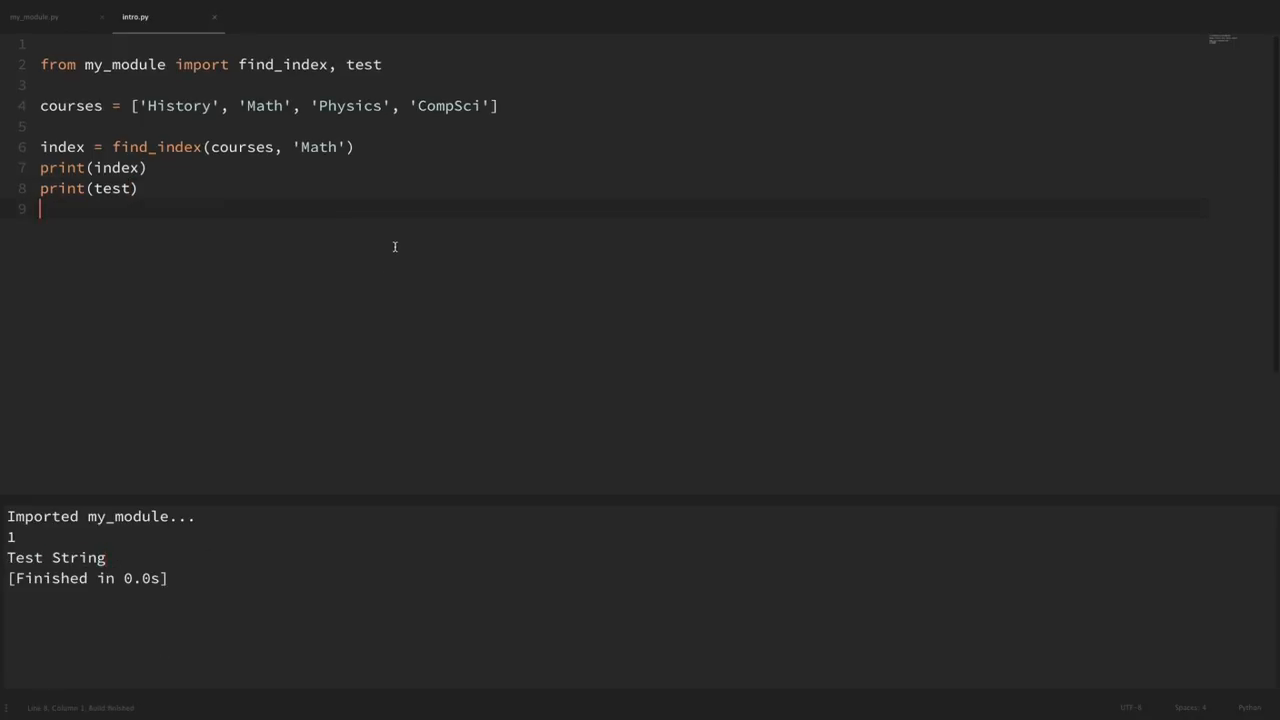 my_module.py × intro.py ×
1
2 from my_module import find_index, test
3
4 courses = ['History', 'Math', 'Physics', 'CompSci']
5
6 index = find_index(courses, 'Math')
7 print(index)
8 print(test)
9
Imported my_module...
1
Test String
[Finished in 0.0s]
Line 9, Column 1, Build finished UTF-8 Spaces: 4 Python